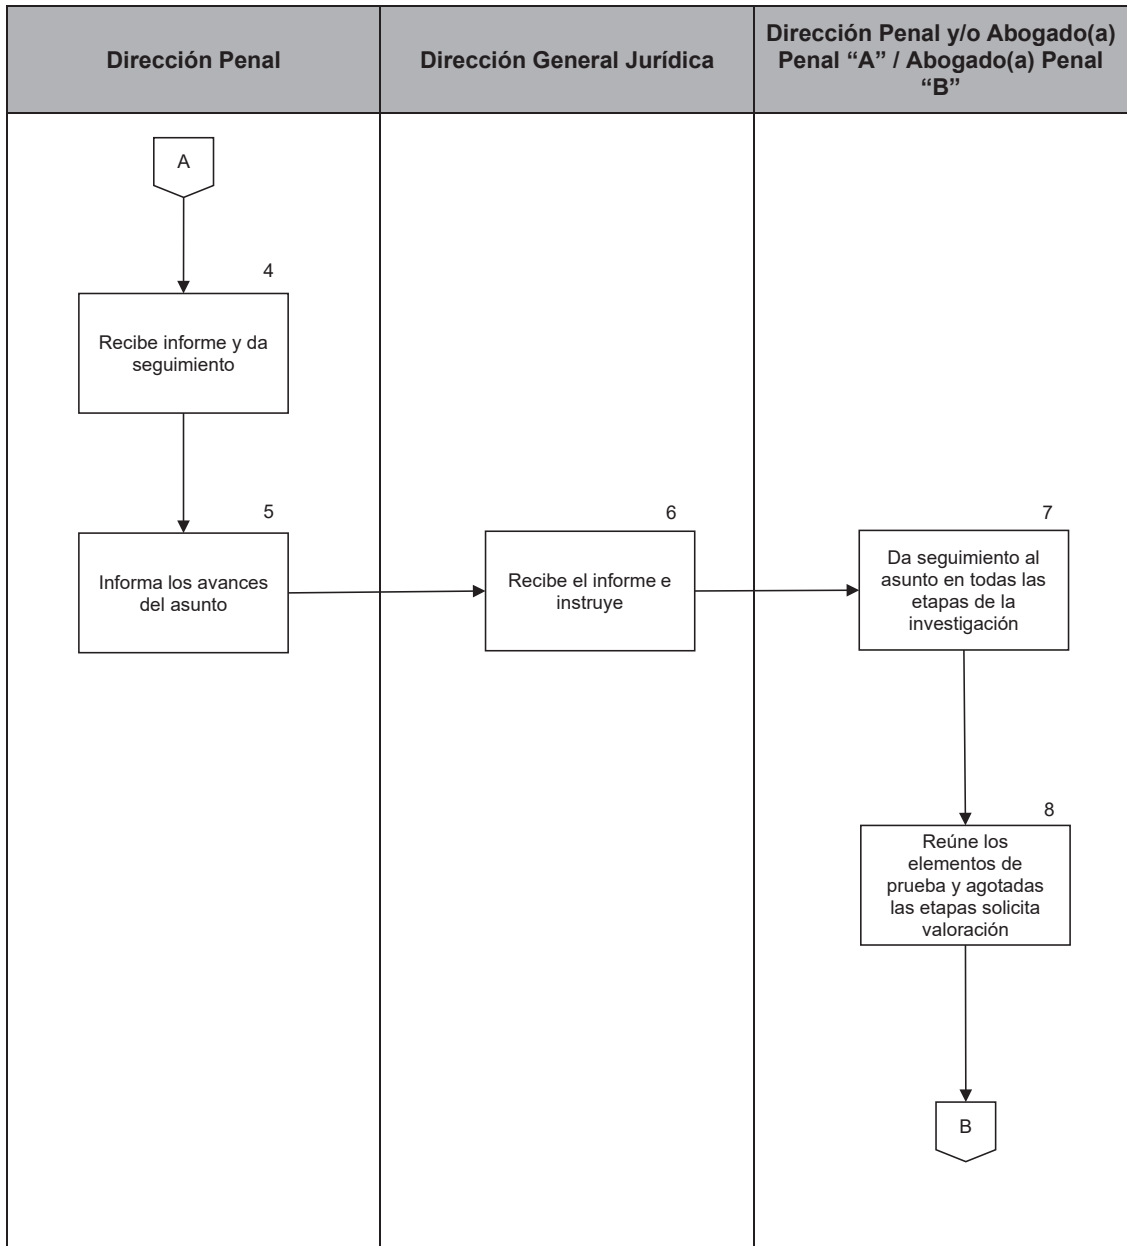 Dirección Penal
Dirección General Jurídica
Dirección Penal y/o Abogado(a)
Penal “A” / Abogado(a) Penal
“B”
A
4
Recibe informe y da
seguimiento
5
Informa los avances
del asunto
6
Recibe el informe e
instruye
7
Da seguimiento al
asunto en todas las
etapas de la
investigación
8
Reúne los
elementos de
prueba y agotadas
las etapas solicita
valoración
B